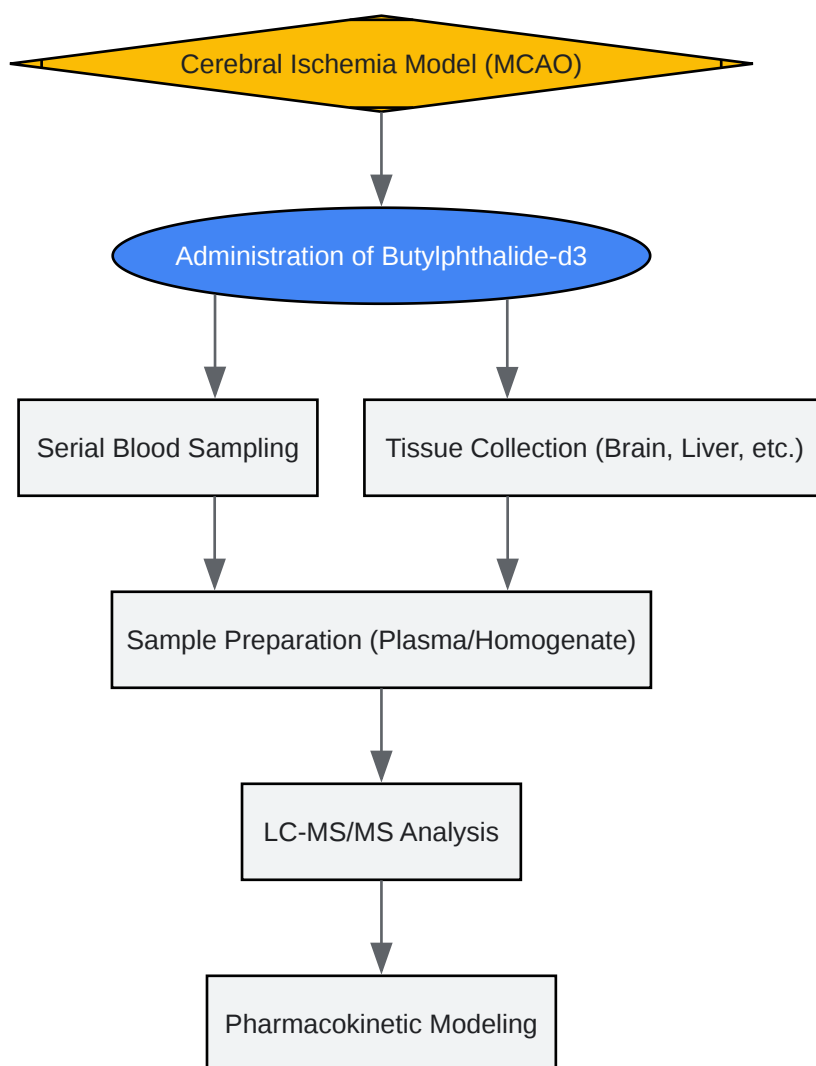 Cerebral Ischemia Model (MCAO)
Administration of Butylphthalide-d3
Serial Blood Sampling
Tissue Collection (Brain, Liver, etc.)
Sample Preparation (Plasma/Homogenate)
LC-MS/MS Analysis
Pharmacokinetic Modeling